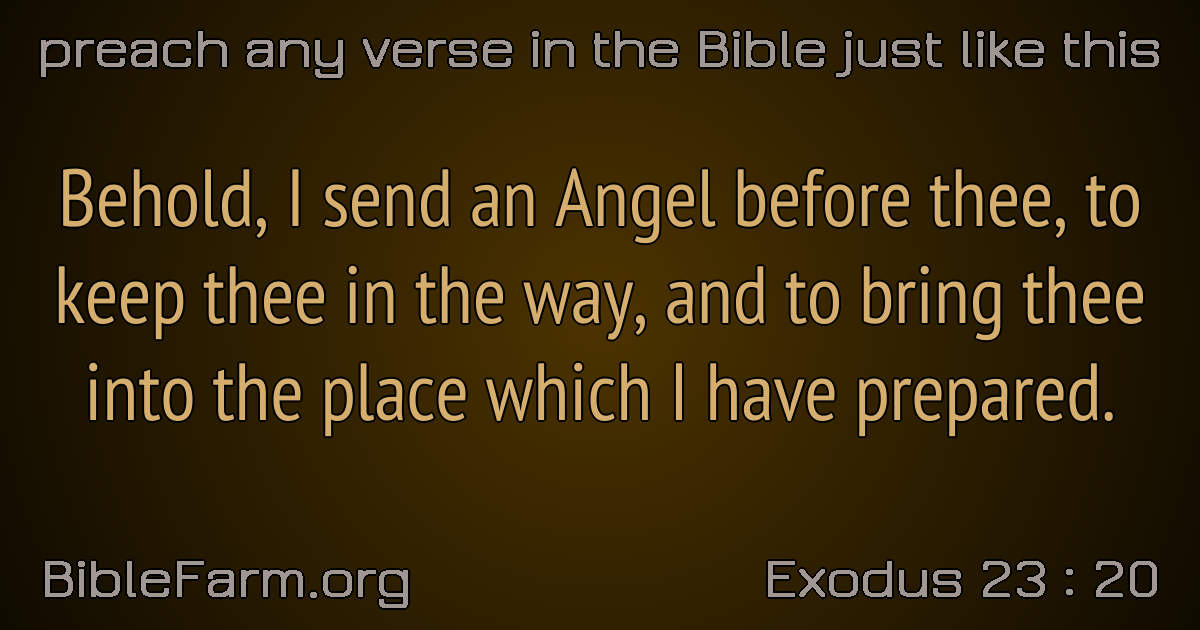 preach any verse in the Bible just like this
Behold, I send an Angel before thee, to
keep thee in the way, and to bring thee
into the place which I have prepared.
BibleFarm.org
Exodus 23 : 20